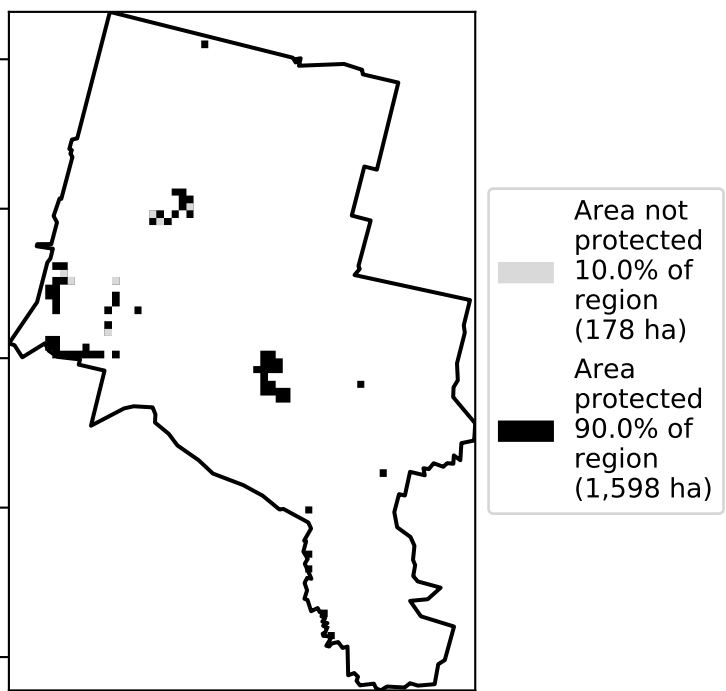 Area not
protected
10.0% of
region
(178 ha)
Area
protected
90.0% of
region
(1,598 ha)